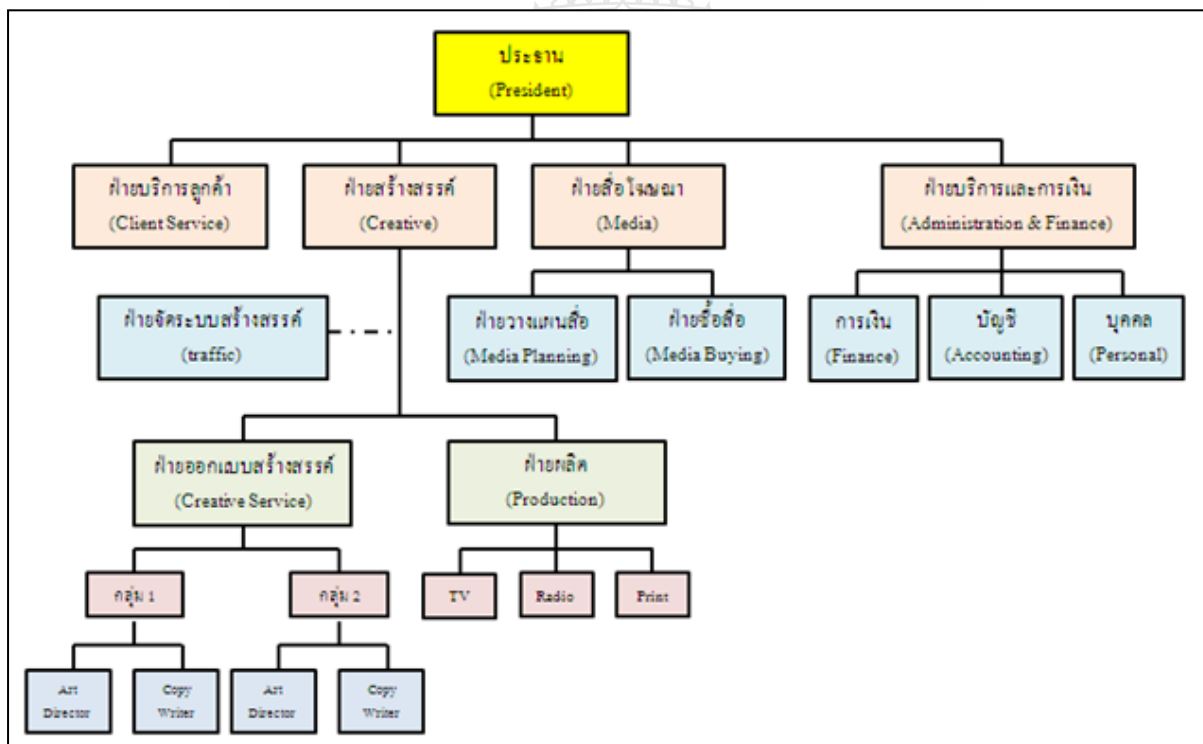 ประธาน
(President)
ฝ่ายบริการลูกค้า
(Client Service)
ฝ่ายสร้างสรรค์
(Creative)
ฝ่ายสื่อโฆษณา
(Media)
ฝ่ายบริการและการเงิน
(Administration & Finance)
ฝ่ายจัดระบบสร้างสรรค์
(traffic)
ฝ่ายวางแผนสื่อ
(Media Planning)
ฝ่ายซื้อสื่อ
(Media Buying)
การเงิน
(Finance)
บัญชี
(Accounting)
บุคคล
(Personal)
ฝ่ายออกแบบสร้างสรรค์
(Creative Service)
ฝ่ายผลิต
(Production)
กลุ่ม 1
กลุ่ม 2
TV
Radio
Print
Art
Director
Copy
Writer
Art
Director
Copy
Writer